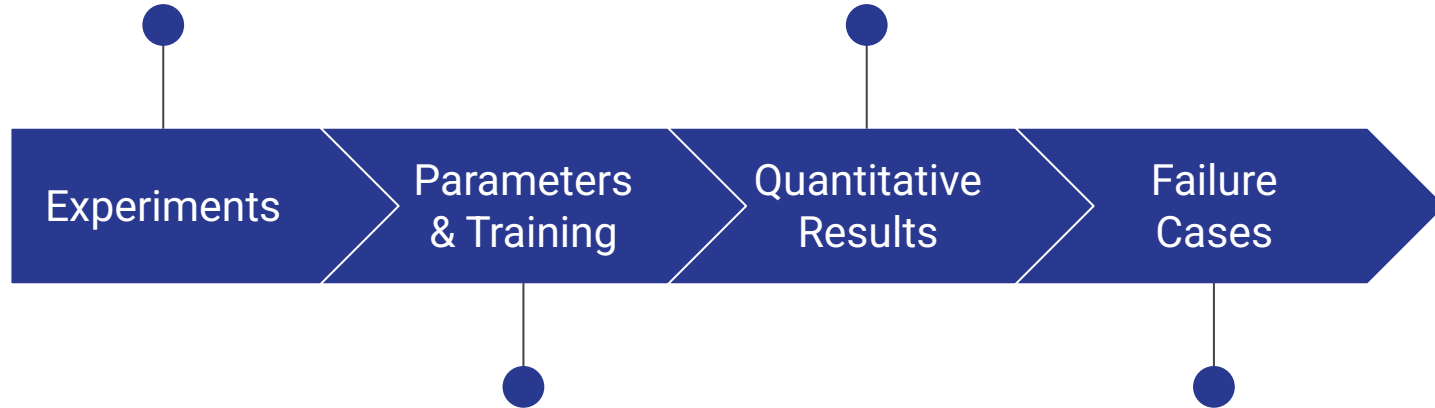 Experiments
Parameters
& Training
Quantitative
Results
Failure
Cases